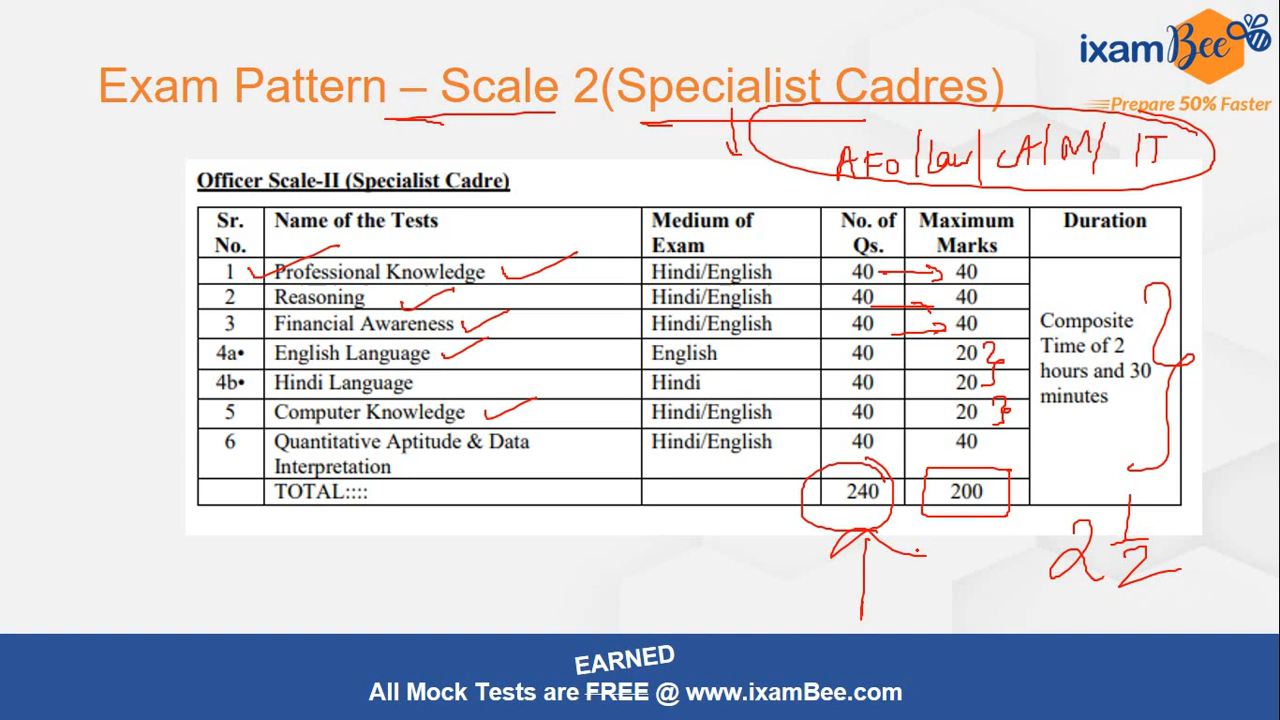 ixamBee
Prepare 50% Faster
Exam Pattern – Scale 2(Specialist Cadres)
AFO / Law / CA / M / IT
Officer Scale-II (Specialist Cadre)
Sr. No. Name of the Tests Medium of Exam No. of Qs. Maximum Marks Duration
1 Professional Knowledge Hindi/English 40 40 Composite Time of 2 hours and 30 minutes
2 Reasoning Hindi/English 40 40
3 Financial Awareness Hindi/English 40 40
4a• English Language English 40 20
4b• Hindi Language Hindi 40 20
5 Computer Knowledge Hindi/English 40 20
6 Quantitative Aptitude & Data Interpretation Hindi/English 40 40
TOTAL:::: 240 200
2 1/2
EARNED
All Mock Tests are FREE @ www.ixamBee.com